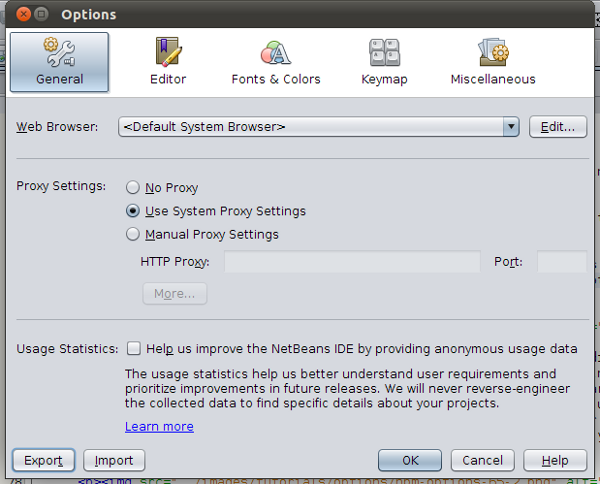 Options
General
Editor
Fonts & Colors
Keymap
Miscellaneous
Web Browser: <Default System Browser> Edit...
Proxy Settings:
No Proxy
Use System Proxy Settings
Manual Proxy Settings
HTTP Proxy: Port:
More...
Usage Statistics: Help us improve the NetBeans IDE by providing anonymous usage data
The usage statistics help us better understand user requirements and
prioritize improvements in future releases. We will never reverse-engineer
the collected data to find specific details about your projects.
Learn more
Export Import OK Cancel Help